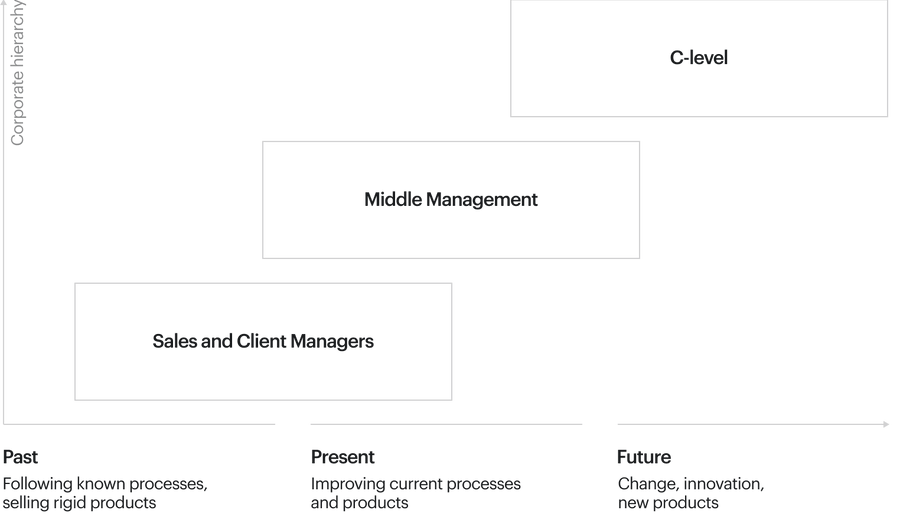 Corporate hierarchy
C-level
Middle Management
Sales and Client Managers
Past
Following known processes,
selling rigid products
Present
Improving current processes
and products
Future
Change, innovation,
new products